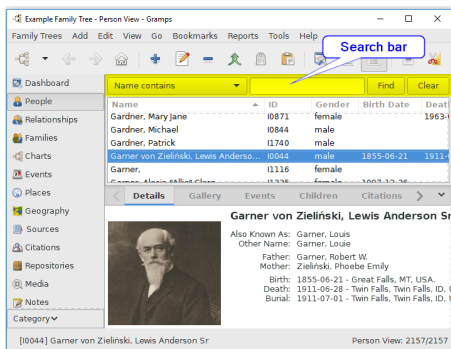 Example Family Tree - Person View - Gramps
Family Trees Add Edit View Go Bookmarks Reports Tools Help
Search bar
Dashboard
People
Relationships
Families
Charts
Events
Places
Geography
Sources
Citations
Repositories
Media
Notes
Category
Name contains Find Clear
Name ID Gender Birth Date Deat
Gardner, Mary Jane I0871 female 1963-
Gardner, Michael I0844 male
Gardner, Patrick I1740 male
Garner von Zieliński, Lewis Anderso... I0044 male 1855-06-21 1911-
Garner, I1116 female
Details Gallery Events Children Citations
Garner von Zieliński, Lewis Anderson Sr
Also Known As: Garner, Louis
Other Name: Garner, Louie
Father: Garner, Robert W.
Mother: Zieliński, Phoebe Emily
Birth: 1855-06-21 - Great Falls, MT, USA.
Death: 1911-06-28 - Twin Falls, Twin Falls, ID,
Burial: 1911-07-01 - Twin Falls, Twin Falls, ID,
[I0044] Garner von Zieliński, Lewis Anderson Sr Person View: 2157/2157